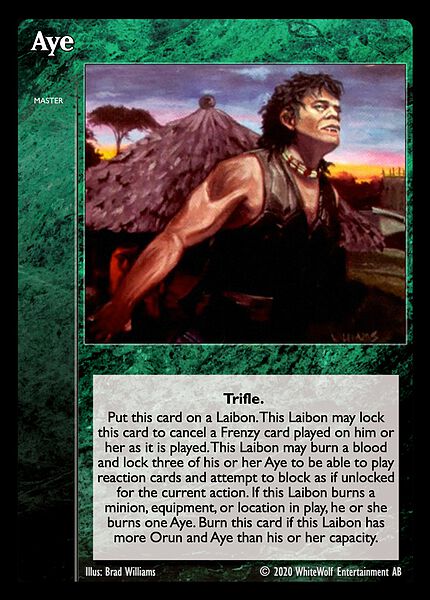 Aye
MASTER
Trifle.
Put this card on a Laibon. This Laibon may lock
this card to cancel a Frenzy card played on him or
her as it is played. This Laibon may burn a blood
and lock three of his or her Aye to be able to play
reaction cards and attempt to block as if unlocked
for the current action. If this Laibon burns a
minion, equipment, or location in play, he or she
burns one Aye. Burn this card if this Laibon has
more Orun and Aye than his or her capacity.
Illus: Brad Williams
© 2020 WhiteWolf Entertainment AB